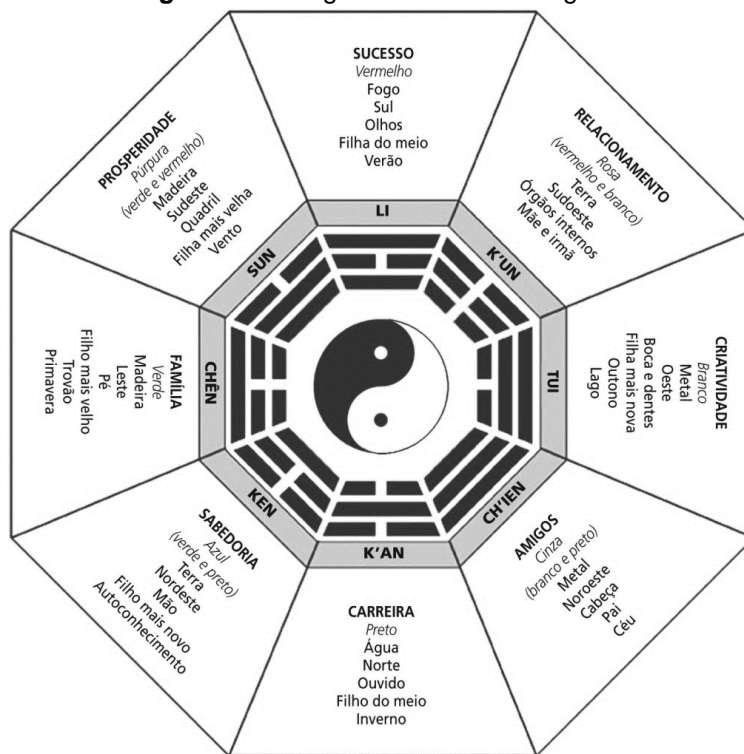 SUCESSO
Vermelho
Fogo
Sul
Olhos
Filha do meio
Verão
LI
RELACIONAMENTO
Rosa
(vermelho e branco)
Terra
Sudoeste
Órgãos internos
Mãe e irmã
K'UN
CRIATIVIDADE
Branco
Metal
Oeste
Boca e dentes
Filha mais nova
Outono
Lago
TUI
AMIGOS
Cinza
(branco e preto)
Metal
Noroeste
Cabeça
Pai
Céu
CH'IEN
K'AN
CARREIRA
Preto
Água
Norte
Ouvido
Filho do meio
Inverno
KEN
SABEDORIA
Azul
(verde e preto)
Terra
Nordeste
Mão
Filho mais novo
Autoconhecimento
CHÊN
FAMÍLIA
Verde
Madeira
Leste
Pé
Filho mais velho
Trovão
Primavera
PROSPERIDADE
Púrpura
(verde e vermelho)
Madeira
Sudeste
Quadril
Filha mais velha
Vento
SUN